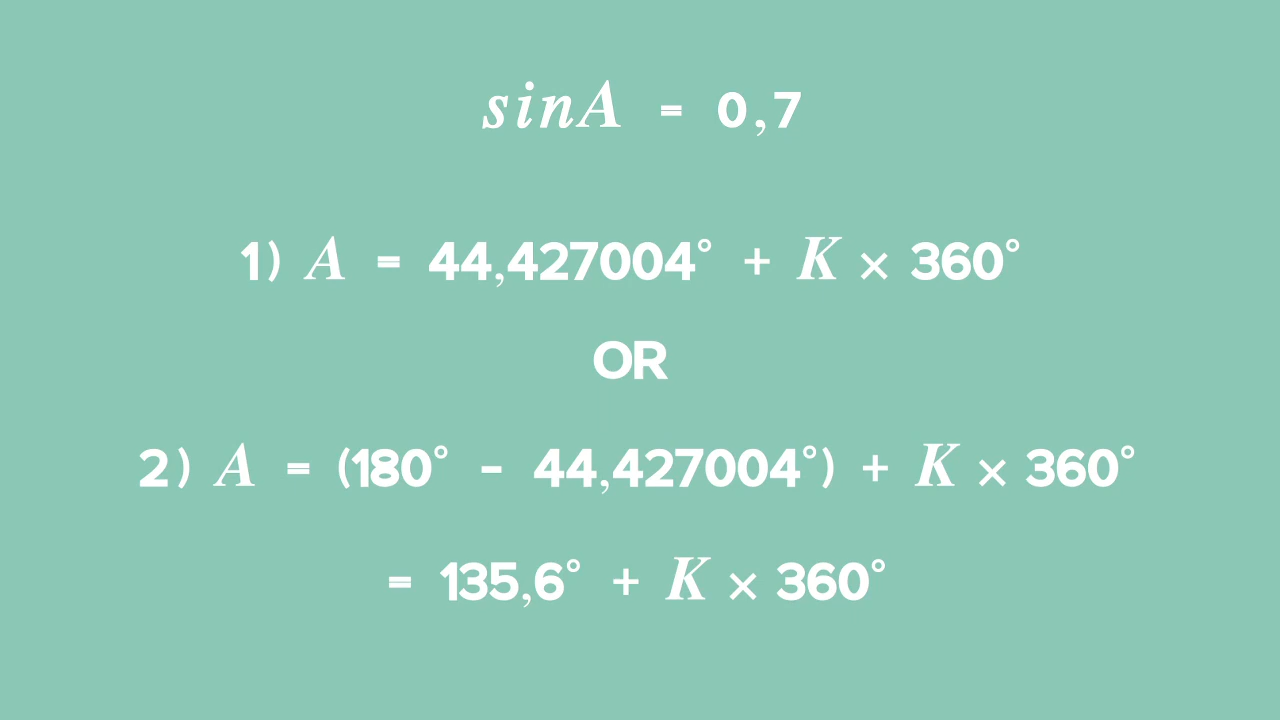 sinA = 0,7
1) A = 44,427004° + K × 360°
OR
2) A = (180° - 44,427004°) + K × 360°
= 135,6° + K × 360°